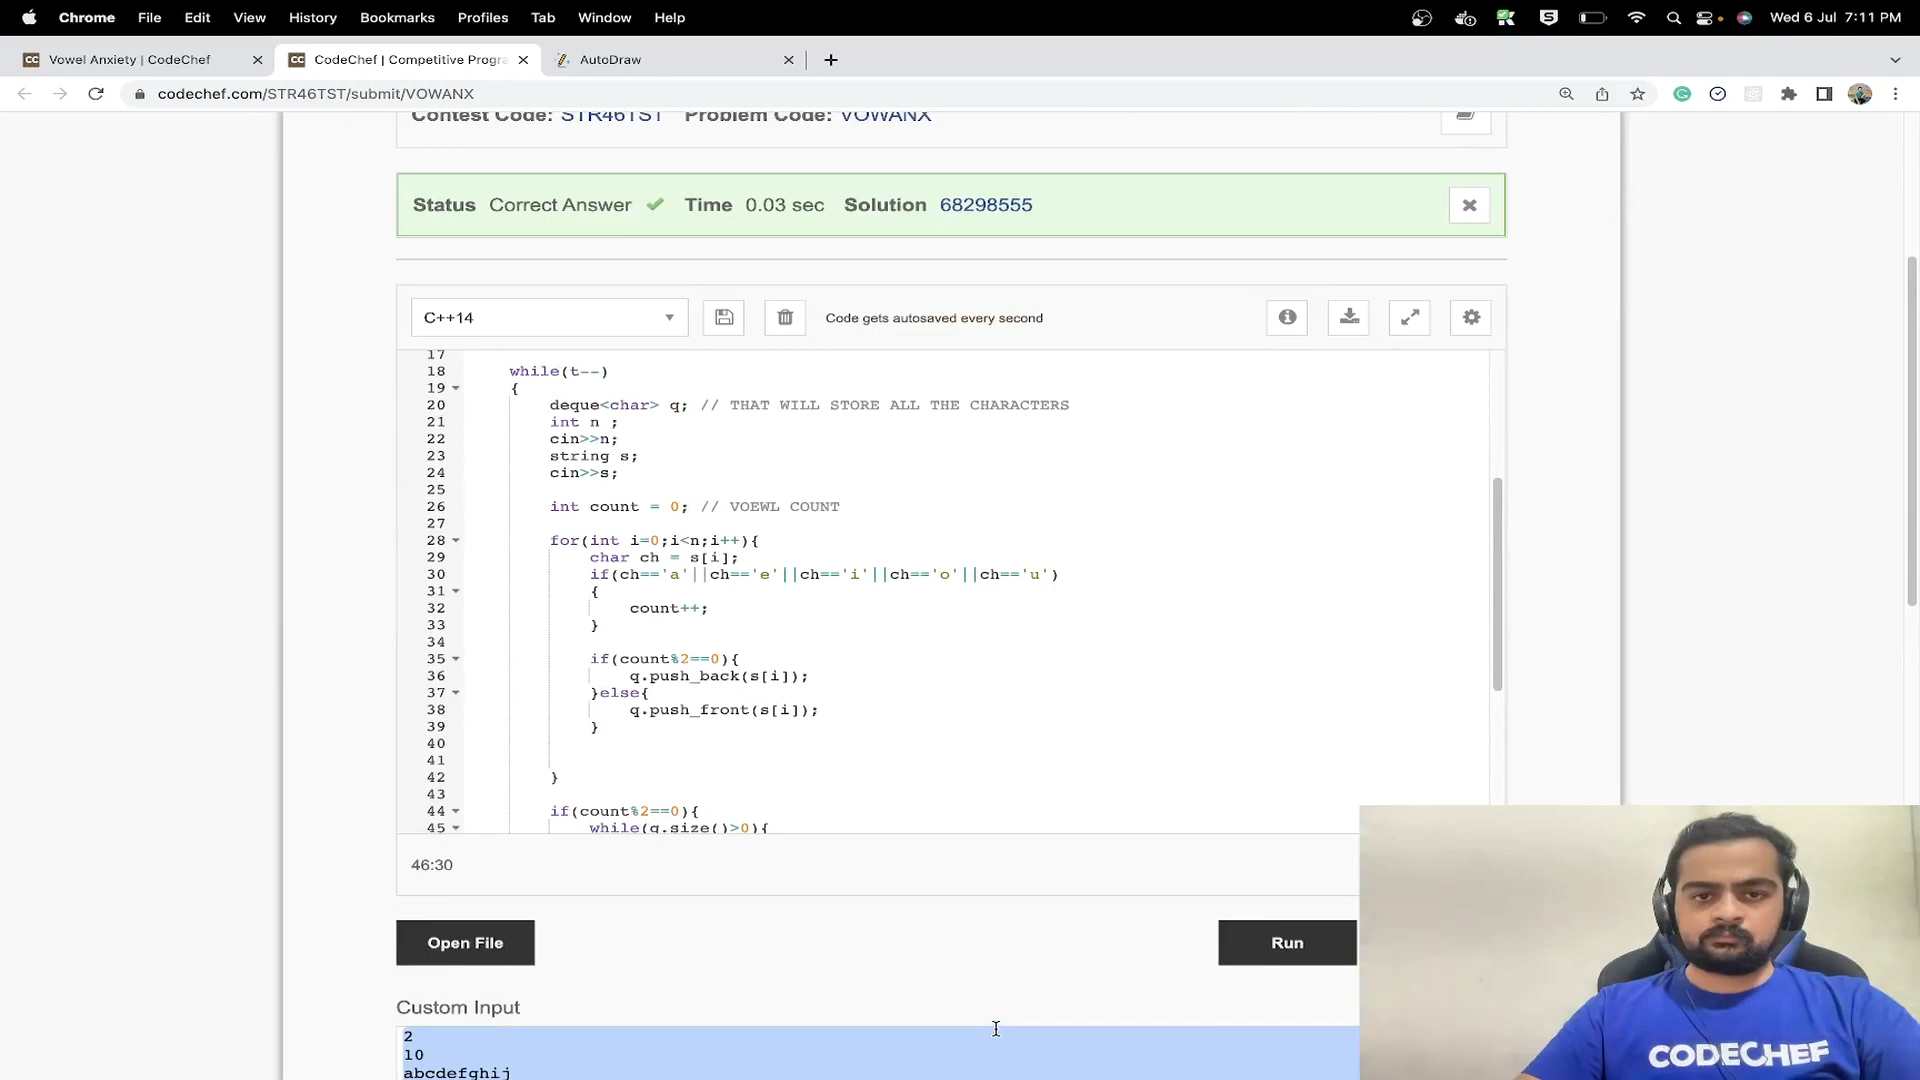 Chrome File Edit View History Bookmarks Profiles Tab Window Help Wed 6 Jul 7:11 PM
CC Vowel Anxiety | CodeChef CC CodeChef | Competitive Progra AutoDraw
codechef.com/STR46TST/submit/VOWANX
Contest Code: STR46TST Problem Code: VOWANX
Status Correct Answer Time 0.03 sec Solution 68298555
C++14 Code gets autosaved every second
17
18 while(t--)
19 {
20 deque<char> q; // THAT WILL STORE ALL THE CHARACTERS
21 int n ;
22 cin>>n;
23 string s;
24 cin>>s;
25
26 int count = 0; // VOEWL COUNT
27
28 for(int i=0;i<n;i++){
29 char ch = s[i];
30 if(ch=='a'||ch=='e'||ch=='i'||ch=='o'||ch=='u')
31 {
32 count++;
33 }
34
35 if(count%2==0){
36 q.push_back(s[i]);
37 }else{
38 q.push_front(s[i]);
39 }
40
41
42 }
43
44 if(count%2==0){
45 while(q.size()>0){
46:30
Open File Run
Custom Input
2
10
abcdefghij
CODECHEF